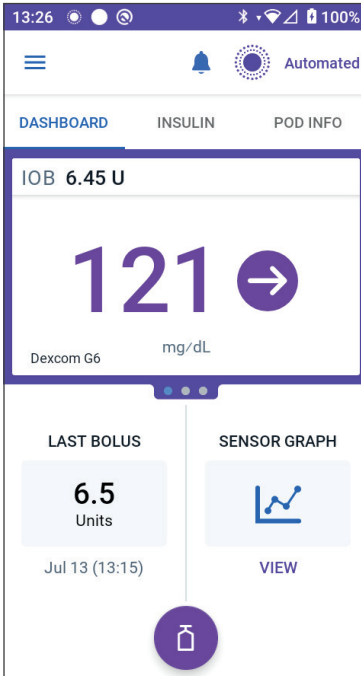 13:26 100%
Automated
DASHBOARD INSULIN POD INFO
IOB 6.45 U
121
mg/dL
Dexcom G6
LAST BOLUS
6.5
Units
Jul 13 (13:15)
SENSOR GRAPH
VIEW